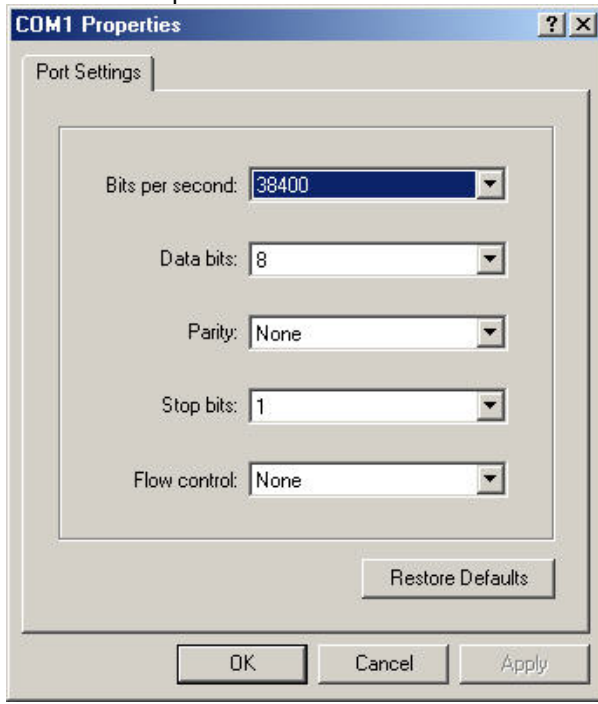 COM1 Properties
Port Settings
Bits per second: 38400
Data bits: 8
Parity: None
Stop bits: 1
Flow control: None
Restore Defaults
OK Cancel Apply